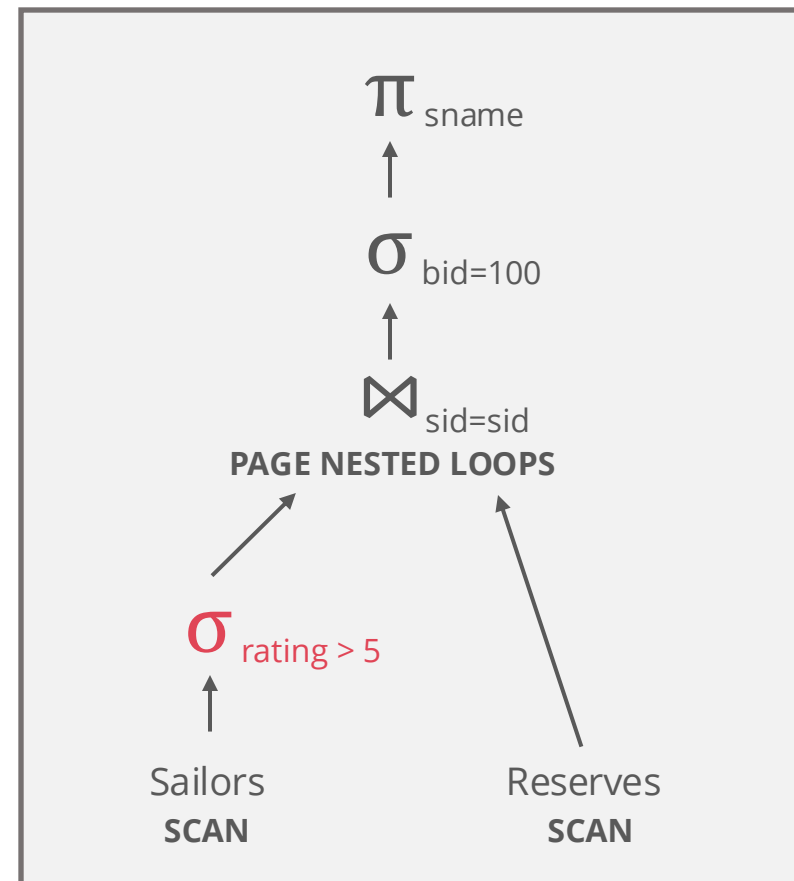 π sname
σ bid=100
⋈ sid=sid
PAGE NESTED LOOPS
σ rating > 5
Sailors
SCAN
Reserves
SCAN